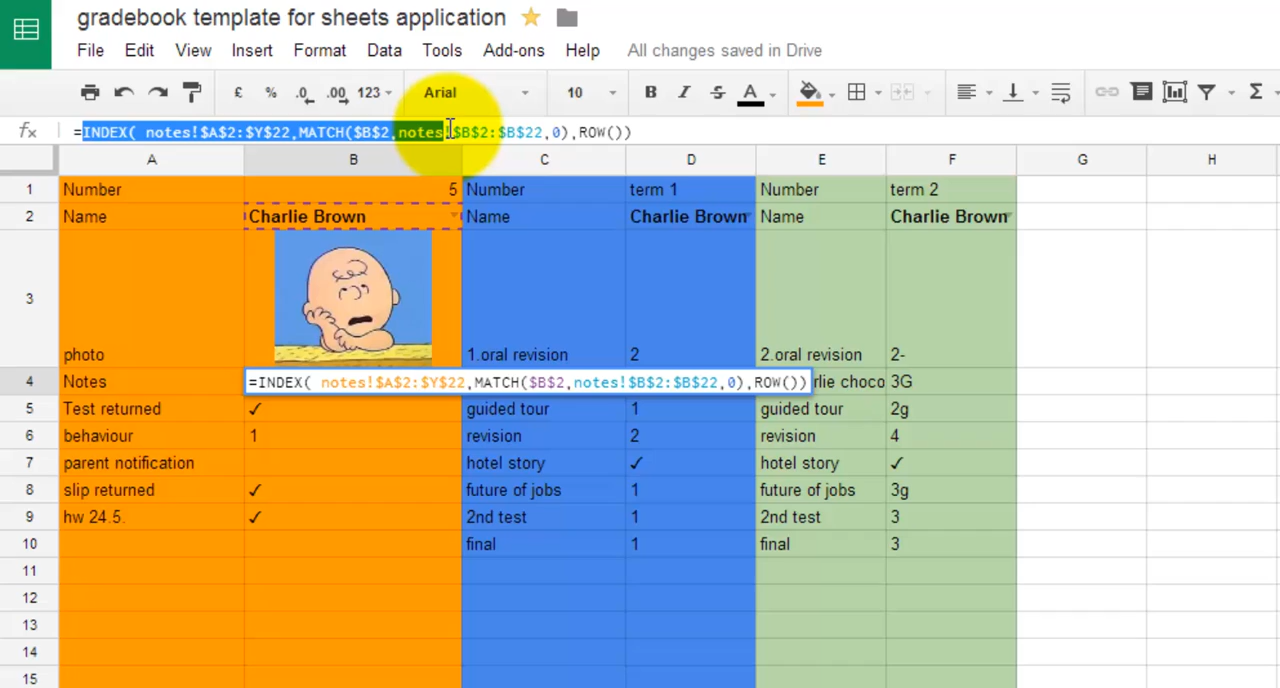 gradebook template for sheets application
File Edit View Insert Format Data Tools Add-ons Help All changes saved in Drive
£ % .0 .00 123 Arial 10 B I S A Σ
fx =INDEX( notes!$A$2:$Y$22,MATCH($B$2,notes!$B$2:$B$22,0),ROW())
A B C D E F G H
1 Number 5 Number term 1 Number term 2
2 Name Charlie Brown Name Charlie Brown Name Charlie Brown
3 photo 1.oral revision 2 2.oral revision 2-
4 Notes =INDEX( notes!$A$2:$Y$22,MATCH($B$2,notes!$B$2:$B$22,0),ROW()) rlie choco 3G
5 Test returned ✓ guided tour 1 guided tour 2g
6 behaviour 1 revision 2 revision 4
7 parent notification hotel story ✓ hotel story ✓
8 slip returned ✓ future of jobs 1 future of jobs 3g
9 hw 24.5. ✓ 2nd test 1 2nd test 3
10 final 1 final 3
11
12
13
14
15